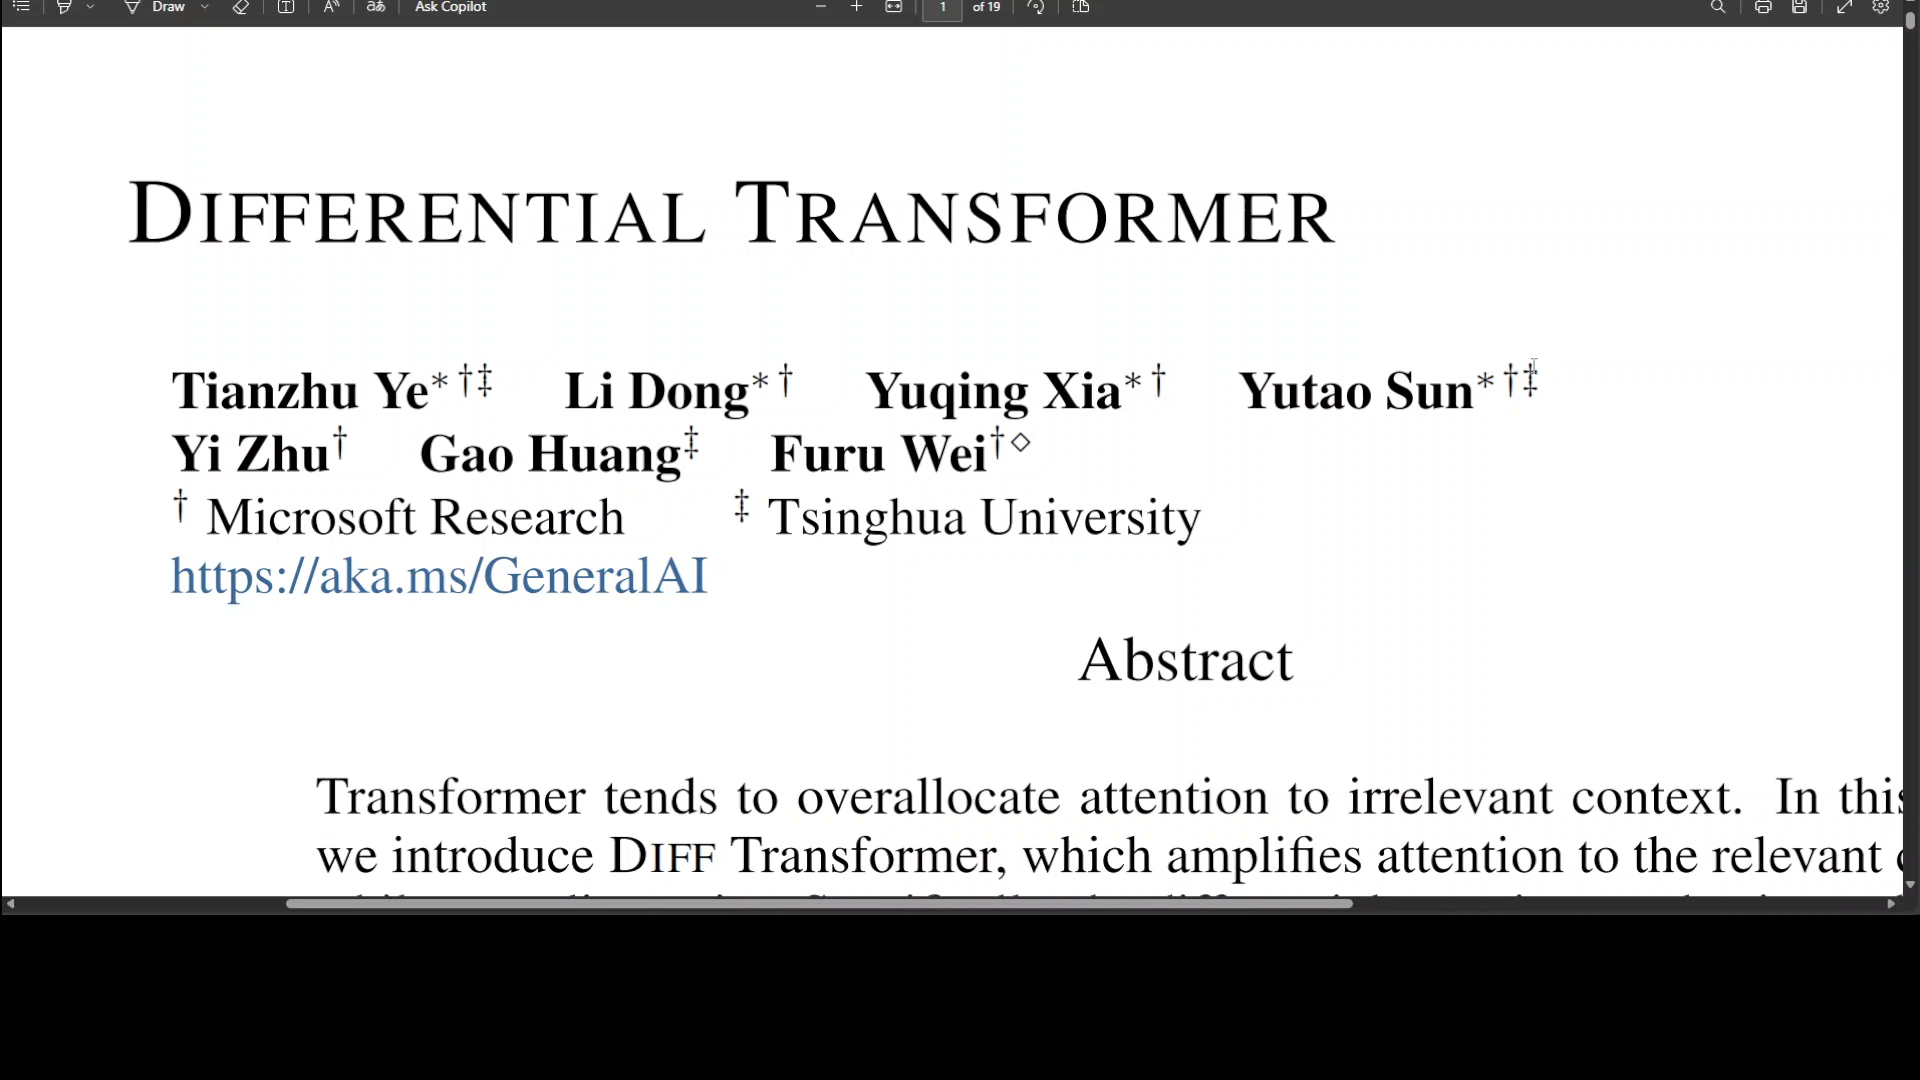 Draw
Ask Copilot
1 of 19
DIFFERENTIAL TRANSFORMER
Tianzhu Ye*†‡ Li Dong*† Yuqing Xia*† Yutao Sun*†‡
Yi Zhu† Gao Huang‡ Furu Wei†◇
† Microsoft Research ‡ Tsinghua University
https://aka.ms/GeneralAI
Abstract
Transformer tends to overallocate attention to irrelevant context. In this
we introduce DIFF Transformer, which amplifies attention to the relevant